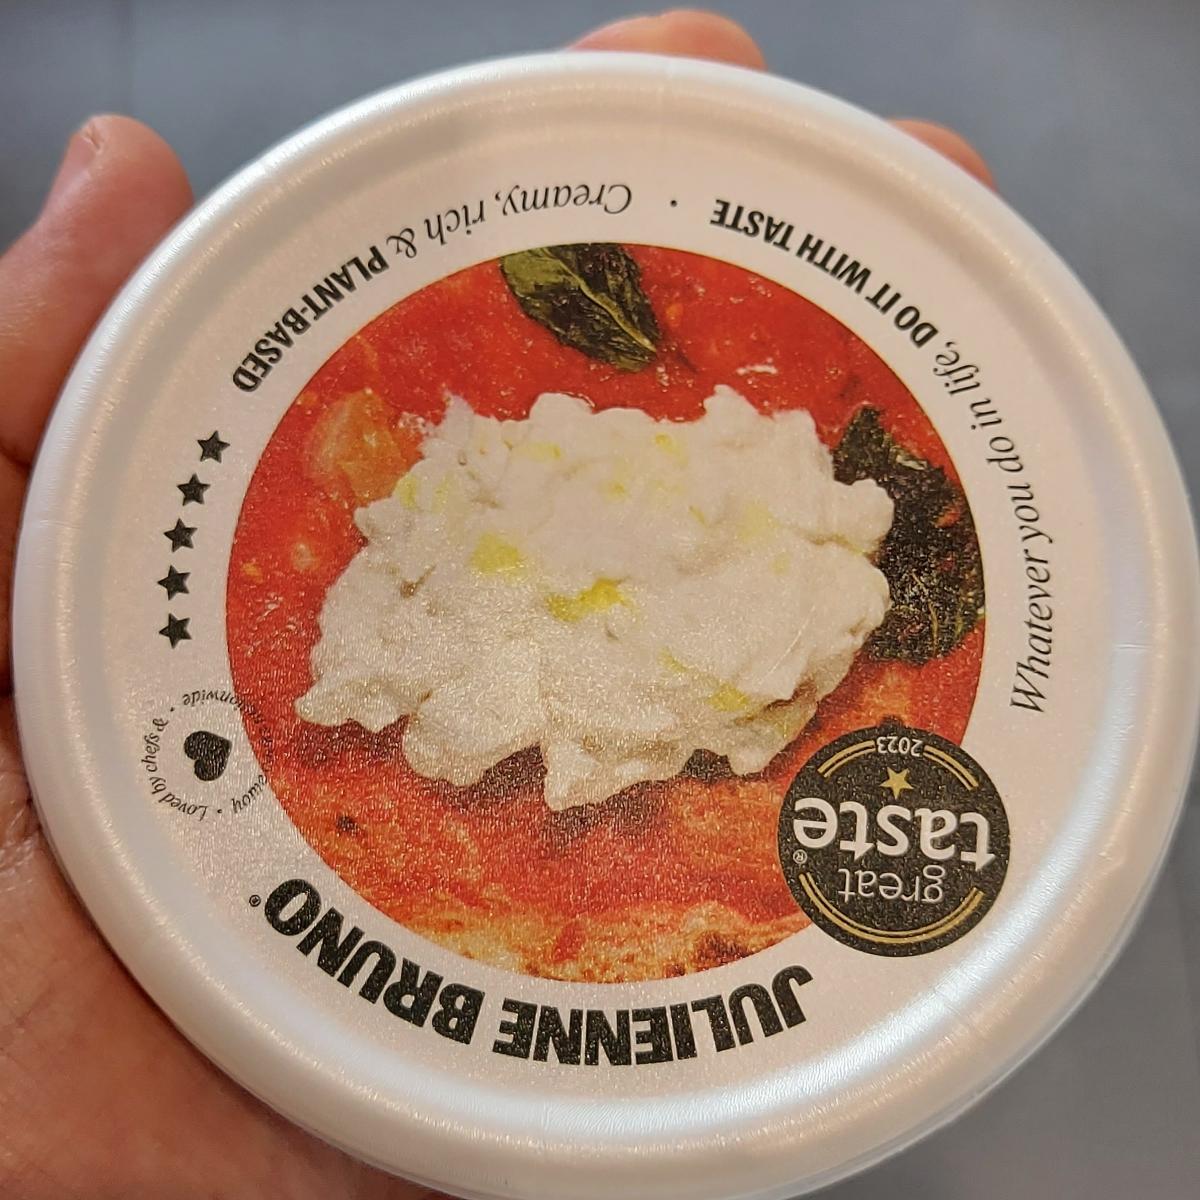 JULIENNE BRUNO®
great
taste®
2023
Whatever you do in life, DO IT WITH TASTE
·
Creamy, rich & PLANT-BASED
Loved by chefs &
nationwide ·